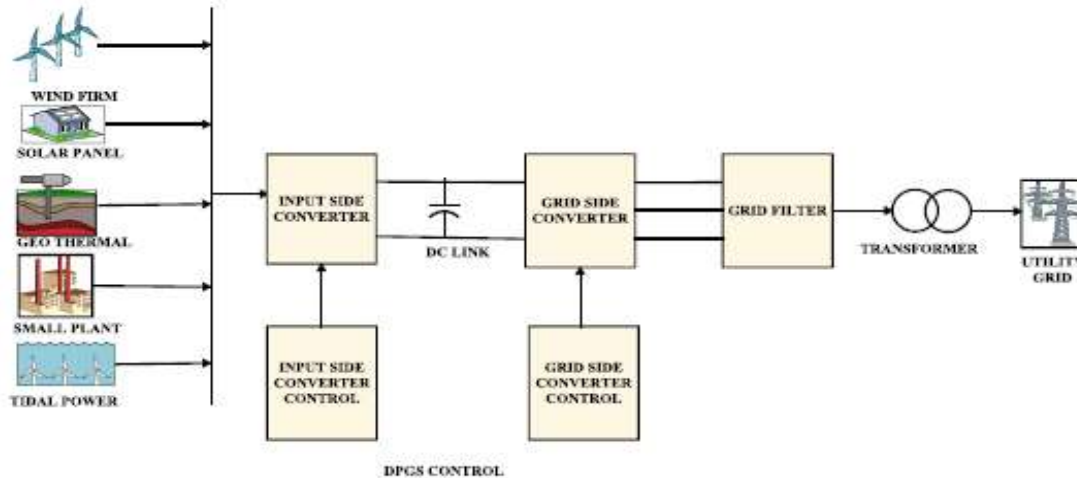 WIND FIRM
SOLAR PANEL
GEO THERMAL
SMALL PLANT
TIDAL POWER
INPUT SIDE
CONVERTER
DC LINK
GRID SIDE
CONVERTER
GRID FILTER
TRANSFORMER
UTILITY
GRID
INPUT SIDE
CONVERTER
CONTROL
GRID SIDE
CONVERTER
CONTROL
DPGS CONTROL